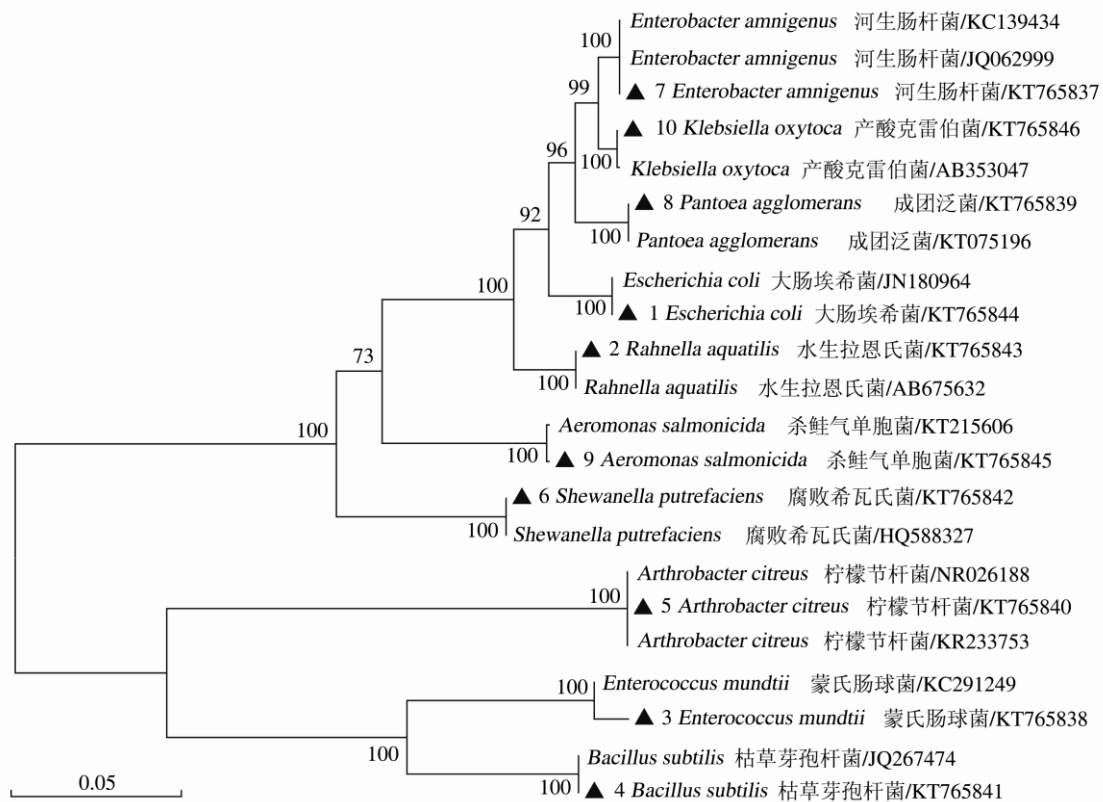 Enterobacter amnigenus 河生肠杆菌/KC139434
100
Enterobacter amnigenus 河生肠杆菌/JQ062999
▲ 7 Enterobacter amnigenus 河生肠杆菌/KT765837
99
▲ 10 Klebsiella oxytoca 产酸克雷伯菌/KT765846
96
100
Klebsiella oxytoca 产酸克雷伯菌/AB353047
▲ 8 Pantoea agglomerans 成团泛菌/KT765839
92
100
Pantoea agglomerans 成团泛菌/KT075196
Escherichia coli 大肠埃希菌/JN180964
100
100
▲ 1 Escherichia coli 大肠埃希菌/KT765844
▲ 2 Rahnella aquatilis 水生拉恩氏菌/KT765843
73
100
Rahnella aquatilis 水生拉恩氏菌/AB675632
Aeromonas salmonicida 杀鲑气单胞菌/KT215606
100
100
▲ 9 Aeromonas salmonicida 杀鲑气单胞菌/KT765845
▲ 6 Shewanella putrefaciens 腐败希瓦氏菌/KT765842
100
Shewanella putrefaciens 腐败希瓦氏菌/HQ588327
Arthrobacter citreus 柠檬节杆菌/NR026188
100
▲ 5 Arthrobacter citreus 柠檬节杆菌/KT765840
Arthrobacter citreus 柠檬节杆菌/KR233753
Enterococcus mundtii 蒙氏肠球菌/KC291249
100
▲ 3 Enterococcus mundtii 蒙氏肠球菌/KT765838
100
Bacillus subtilis 枯草芽孢杆菌/JQ267474
100
▲ 4 Bacillus subtilis 枯草芽孢杆菌/KT765841
0.05